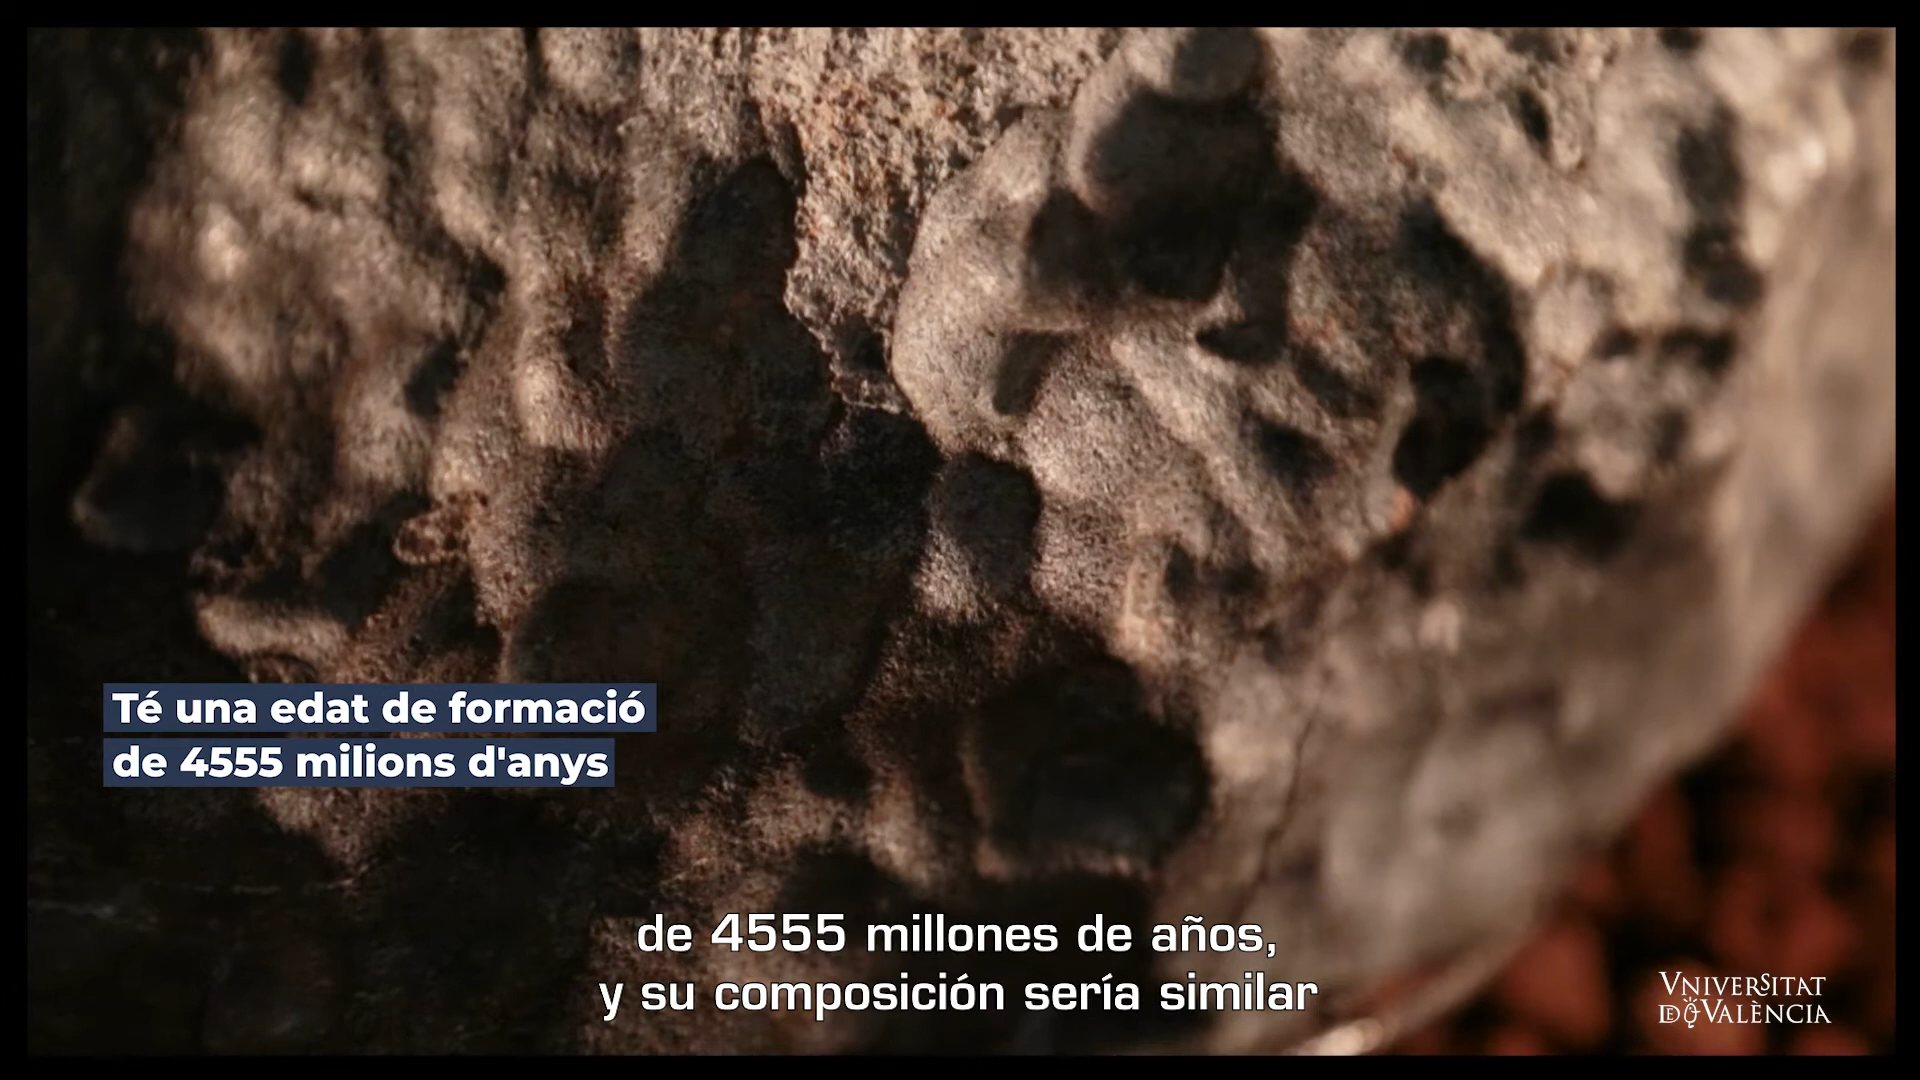 Té una edat de formació
de 4555 milions d'anys
de 4555 millones de años,
y su composición sería similar
VNIVERSITAT
DE VALÈNCIA